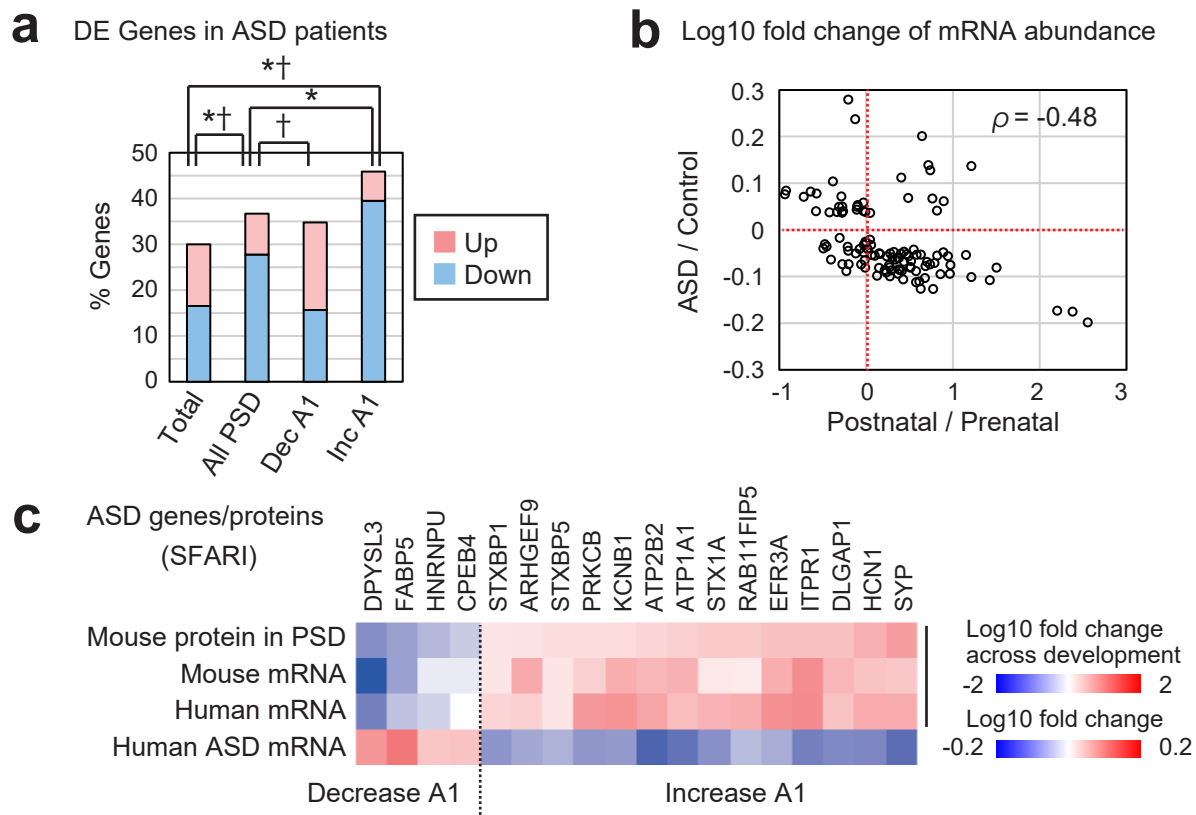 a
DE Genes in ASD patients
*†
*†
*
†
50
40
30
20
10
0
% Genes
Total
All PSD
Dec A1
Inc A1
Up
Down
b
Log10 fold change of mRNA abundance
ρ = -0.48
0.3
0.2
0.1
0
-0.1
-0.2
-0.3
ASD / Control
-1
0
1
2
3
Postnatal / Prenatal
c
ASD genes/proteins
(SFARI)
DPYSL3
FABP5
HNRNPU
CPEB4
STXBP1
ARHGEF9
STXBP5
PRKCB
KCNB1
ATP2B2
ATP1A1
STX1A
RAB11FIP5
EFR3A
ITPR1
DLGAP1
HCN1
SYP
Mouse protein in PSD
Mouse mRNA
Human mRNA
Human ASD mRNA
Decrease A1
Increase A1
Log10 fold change
across development
-2 2
Log10 fold change
-0.2 0.2